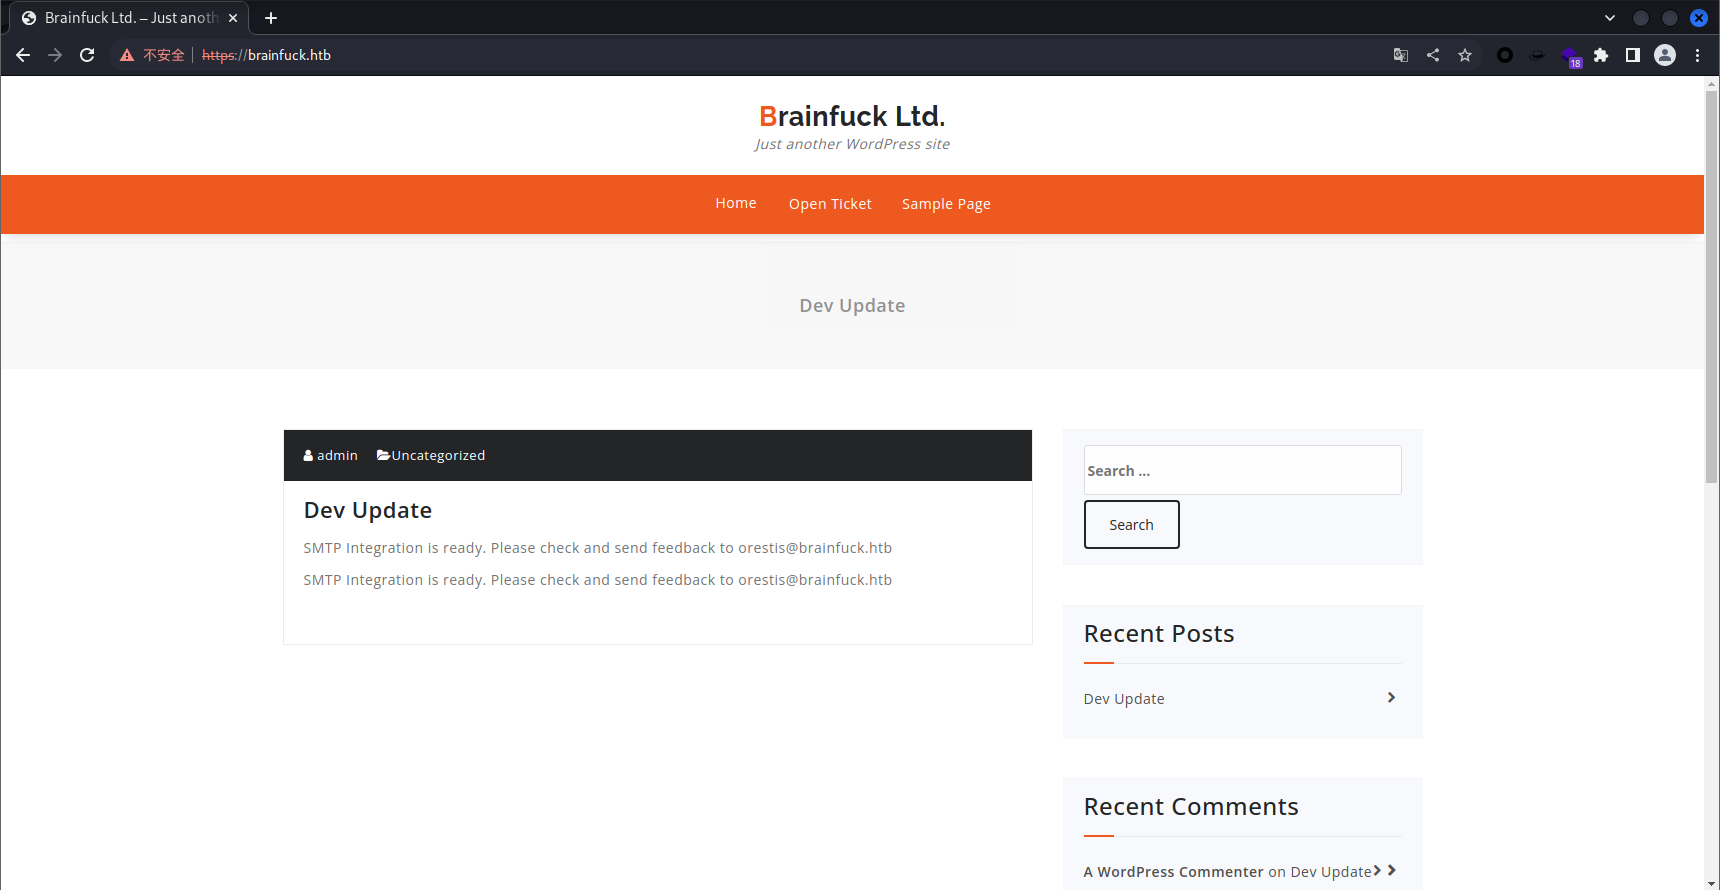 Brainfuck Ltd. – Just anoth
不安全 https://brainfuck.htb
18
Brainfuck Ltd.
Just another WordPress site
Home Open Ticket Sample Page
Dev Update
admin Uncategorized
Dev Update
SMTP Integration is ready. Please check and send feedback to orestis@brainfuck.htb
SMTP Integration is ready. Please check and send feedback to orestis@brainfuck.htb
Search ...
Search
Recent Posts
Dev Update
Recent Comments
A WordPress Commenter on Dev Update